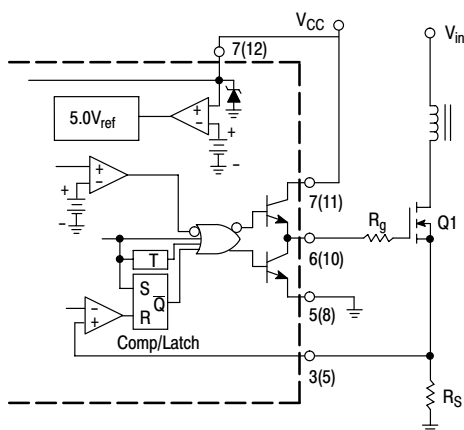 V_CC
V_in
7(12)
5.0V_ref
+
-
+
-
-
+
+
-
+
-
7(11)
R_g
Q1
6(10)
T
S
Q̅
R
5(8)
-
+
Comp/Latch
3(5)
R_S